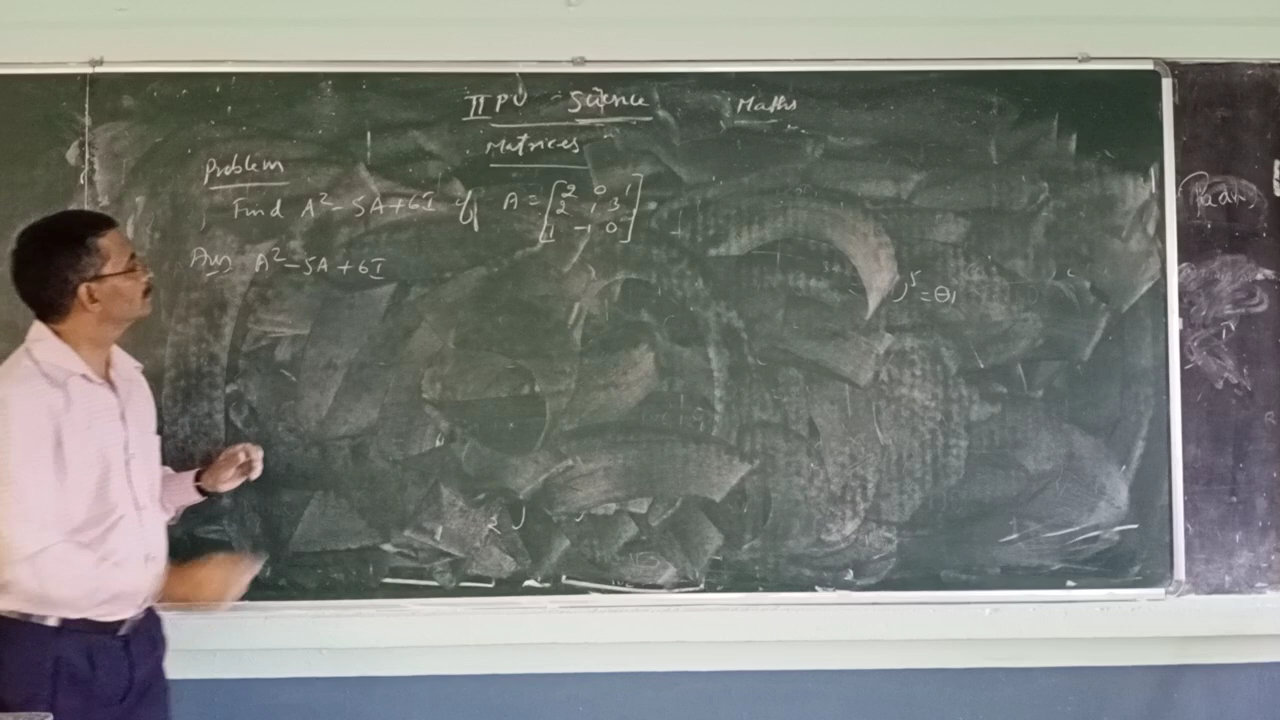 II PU Science Maths
Matrices
Problem
Find A² - 5A + 6I if A = [2 0 1
2 1 3
1 -1 0]
Ans A² - 5A + 6I